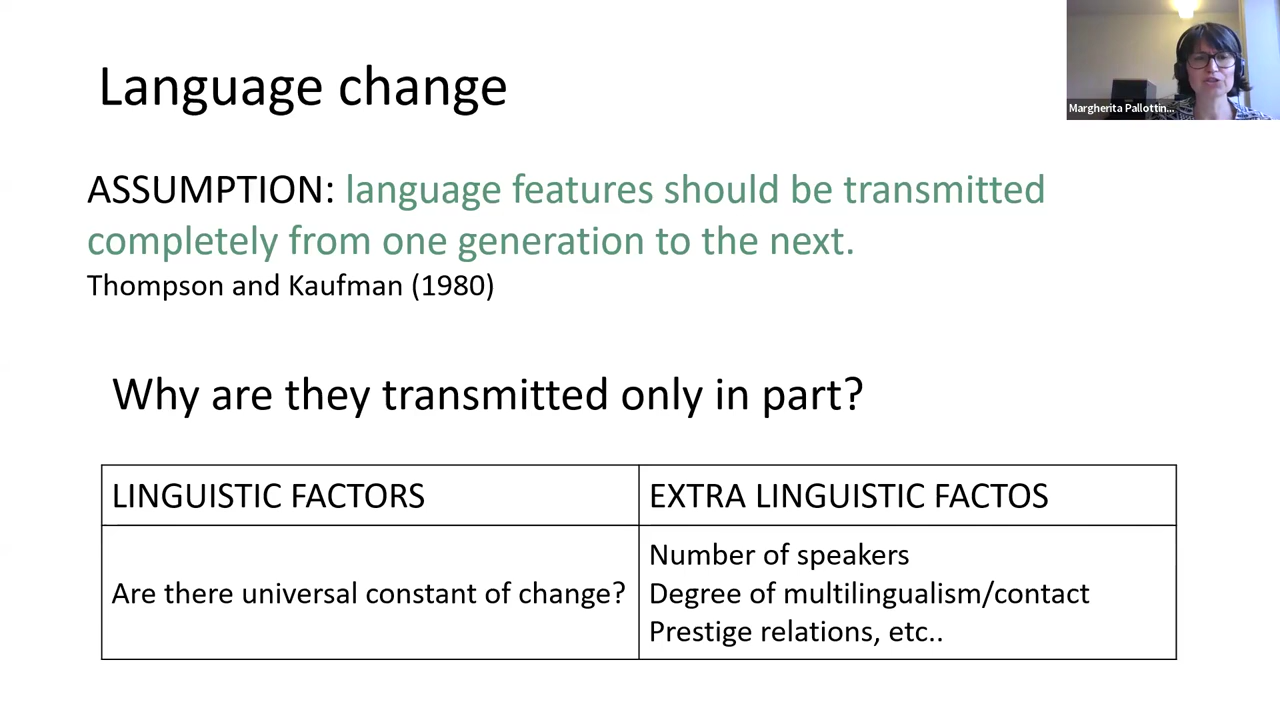 Language change
Margherita Pallottin...
ASSUMPTION: language features should be transmitted
completely from one generation to the next.
Thompson and Kaufman (1980)
Why are they transmitted only in part?
LINGUISTIC FACTORS
EXTRA LINGUISTIC FACTOS
Are there universal constant of change?
Number of speakers
Degree of multilingualism/contact
Prestige relations, etc..